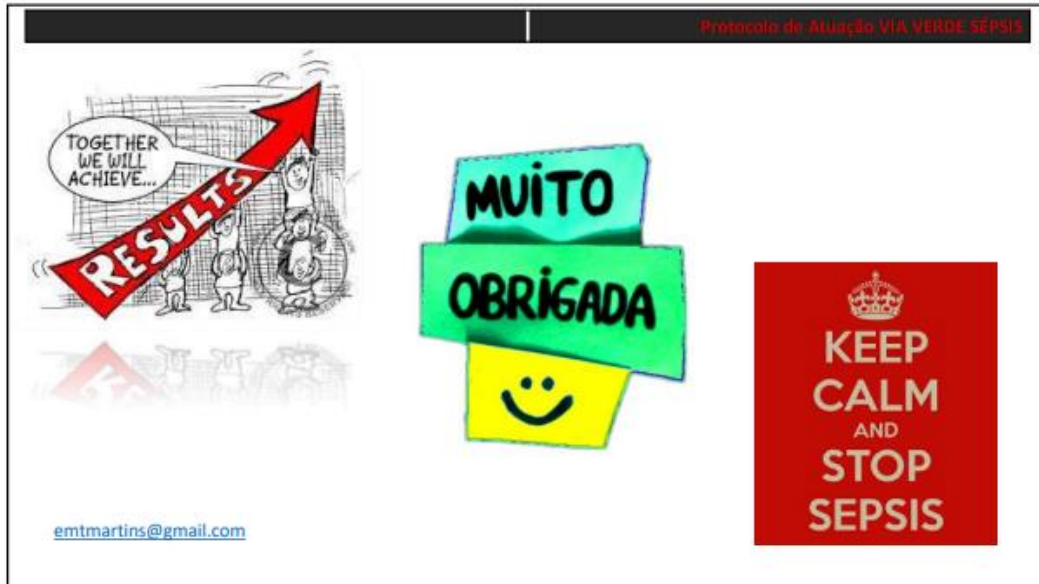 Protocolo de Atuação VIA VERDE SÉPSIS
TOGETHER
WE WILL
ACHIEVE...
RESULTS
MUiTO
OBRiGADA
KEEP
CALM
AND
STOP
SEPSIS
emtmartins@gmail.com